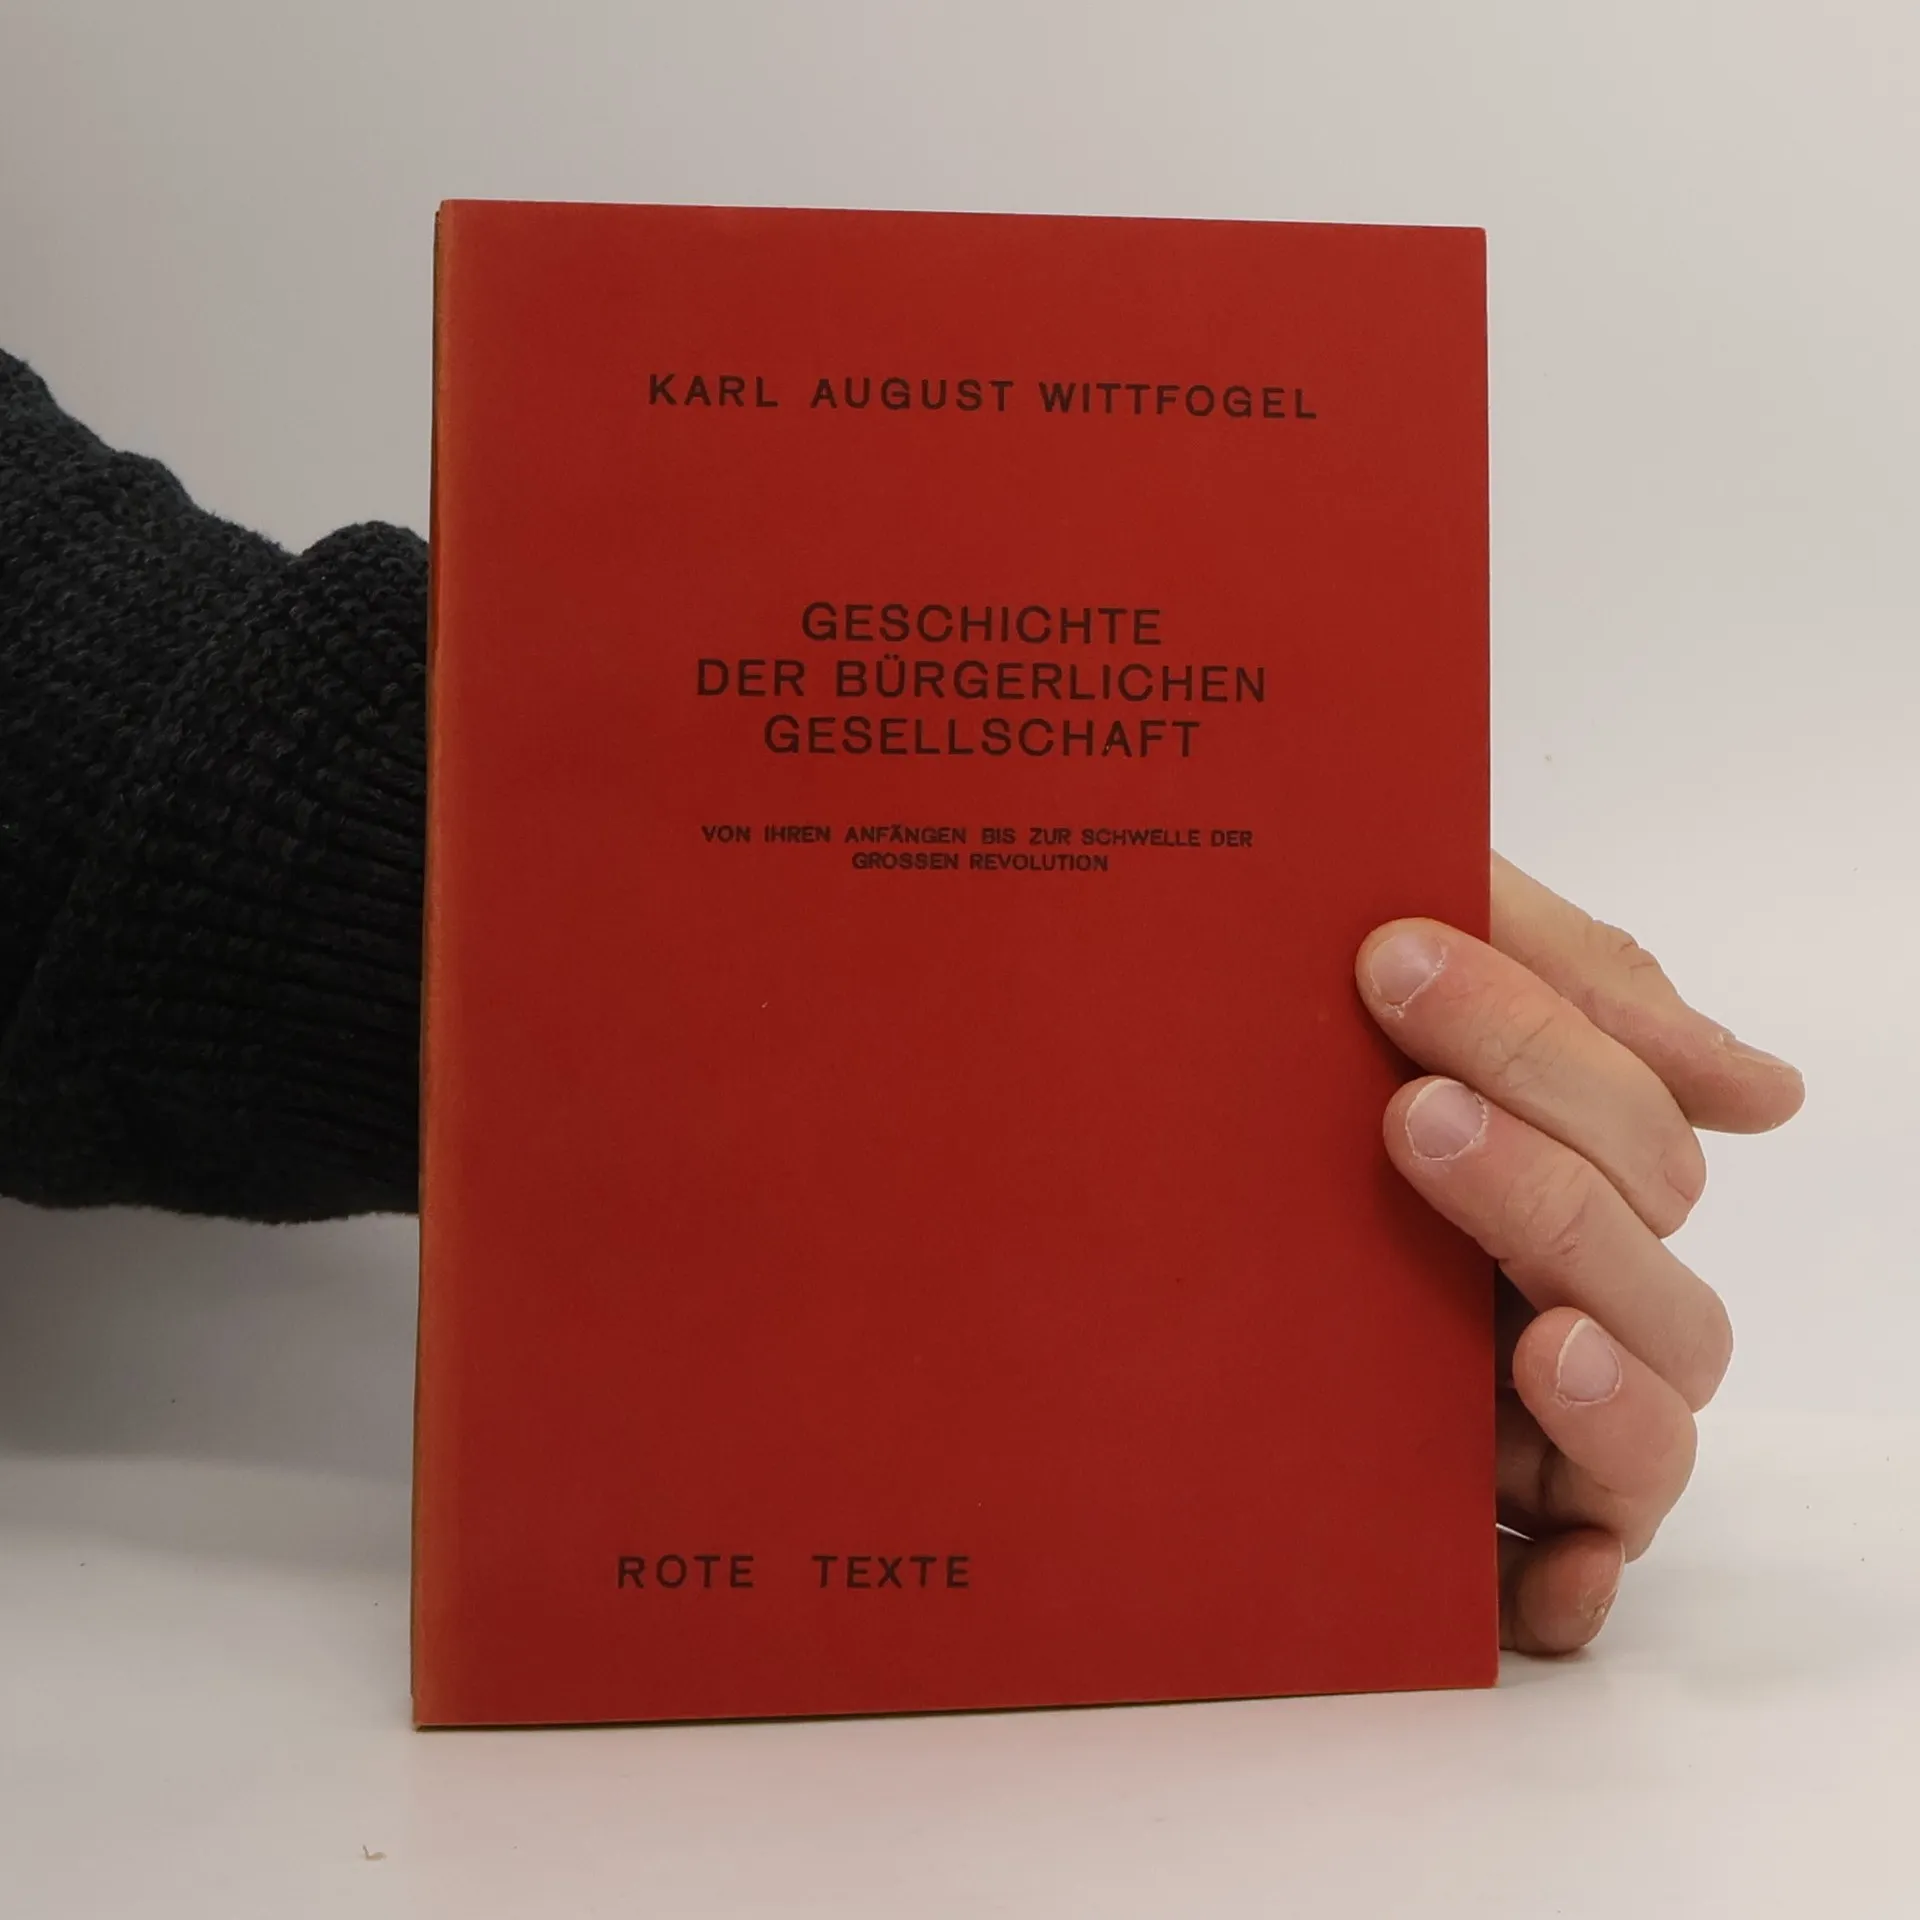 KARL AUGUST WITTFOGEL
GESCHICHTE
DER BÜRGERLICHEN
GESELLSCHAFT
VON IHREN ANFÄNGEN BIS ZUR SCHWELLE DER
GROSSEN REVOLUTION
ROTE TEXTE